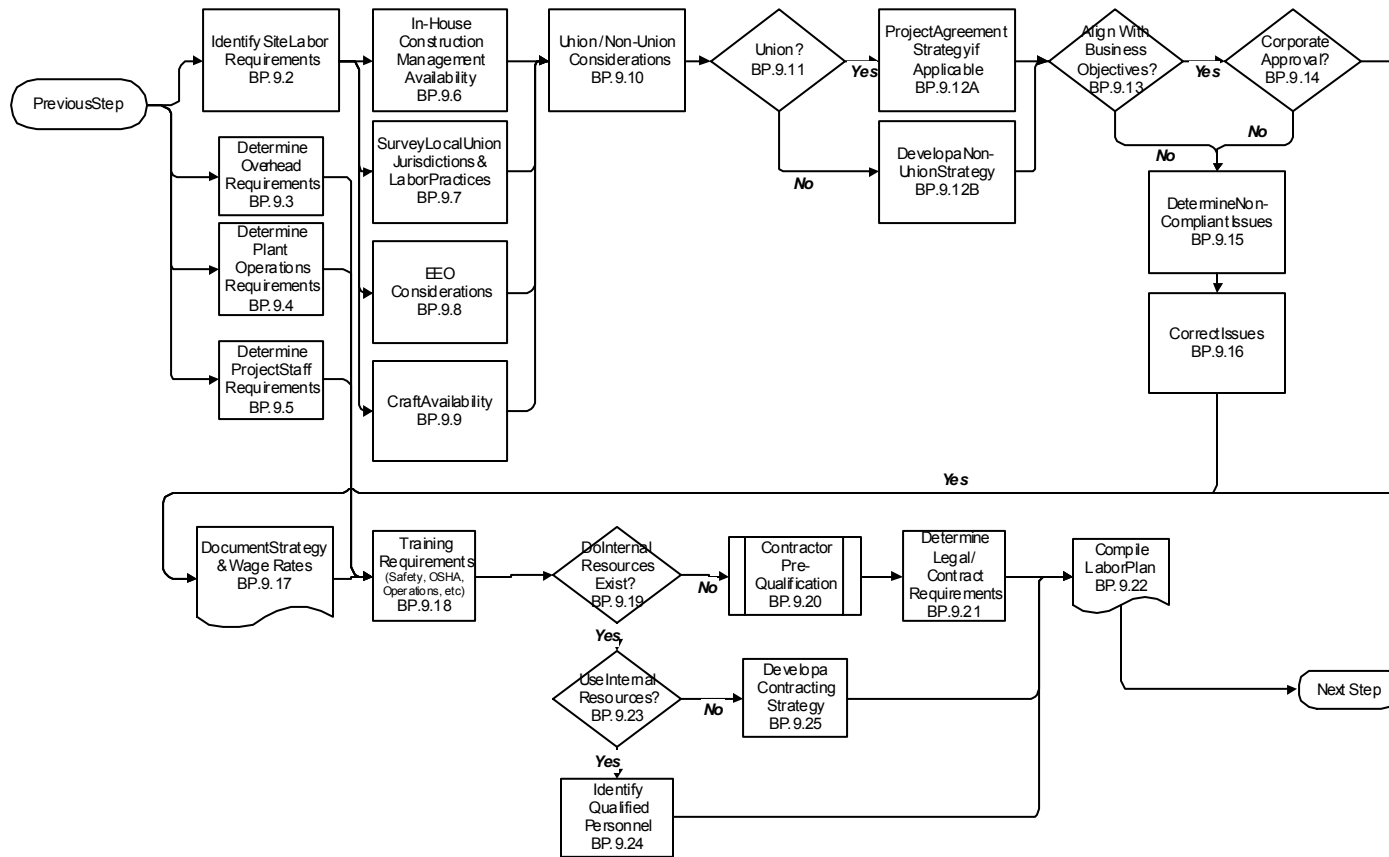 PreviousStep
Identify SiteLabor
Requirements
BP.9.2
Determine
Overhead
Requirements
BP.9.3
Determine
Plant
Operations
Requirements
BP.9.4
Determine
ProjectStaff
Requirements
BP.9.5
In-House
Construction
Management
Availability
BP.9.6
SurveyLocalUnion
Jurisdictions &
LaborPractices
BP.9.7
EEO
Considerations
BP.9.8
CraftAvailability
BP.9.9
Union/Non-Union
Considerations
BP.9.10
Union?
BP.9.11
Yes
No
ProjectAgreement
Strategyif
Applicable
BP.9.12A
DevelopaNon-
UnionStrategy
BP.9.12B
Align With
Business
Objectives?
BP.9.13
Yes
No
Corporate
Approval?
BP.9.14
No
DetermineNon-
CompliantIssues
BP.9.15
CorrectIssues
BP.9.16
Yes
DocumentStrategy
& Wage Rates
BP.9.17
Training
Requirements
(Safety, OSHA,
Operations, etc)
BP.9.18
DoInternal
Resources
Exist?
BP.9.19
No
Yes
Contractor
Pre-
Qualification
BP.9.20
Determine
Legal/
Contract
Requirements
BP.9.21
Compile
LaborPlan
BP.9.22
UseInternal
Resources?
BP.9.23
No
Yes
Developa
Contracting
Strategy
BP.9.25
Identify
Qualified
Personnel
BP.9.24
Next Step